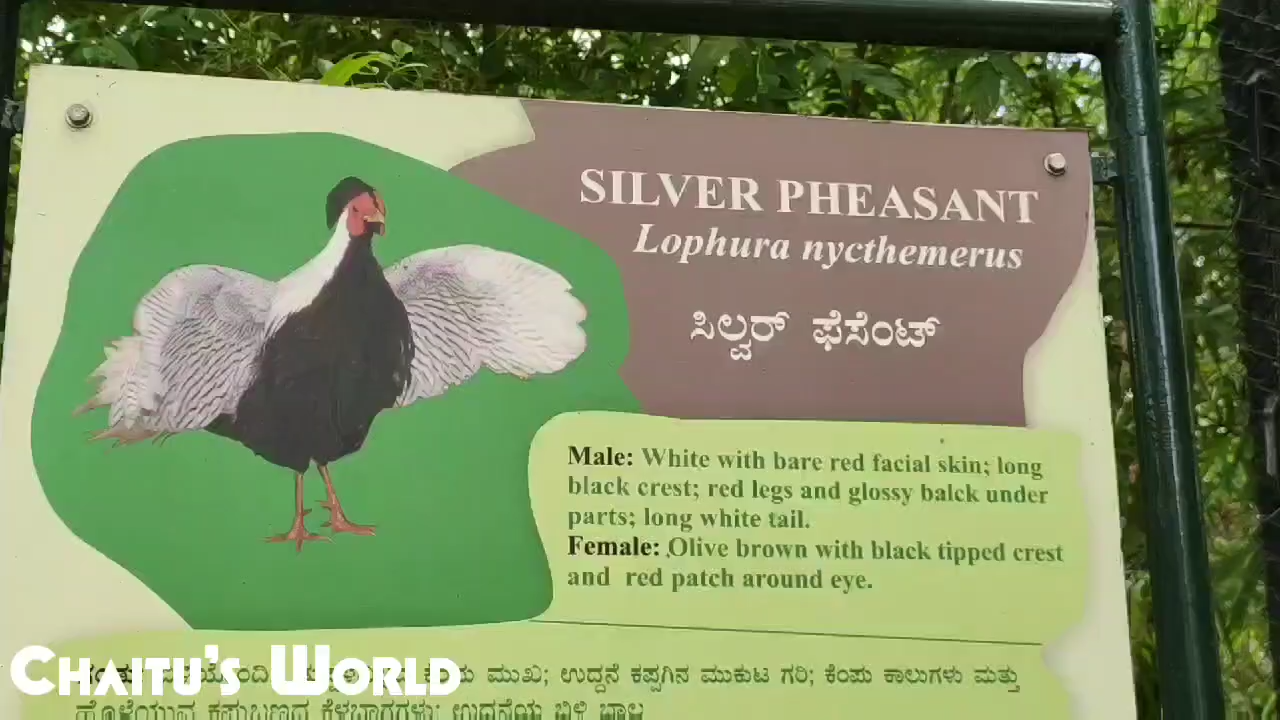 SILVER PHEASANT
Lophura nycthemerus
ಸಿಲ್ವರ್ ಫೆಸೆಂಟ್
Male: White with bare red facial skin; long
black crest; red legs and glossy balck under
parts; long white tail.
Female: Olive brown with black tipped crest
and red patch around eye.
ಕೆಂಪು ಮುಖ; ಉದ್ದನೆ ಕಪ್ಪಗಿನ ಮುಕುಟ ಗರಿ; ಕೆಂಪು ಕಾಲುಗಳು ಮತ್ತು
CHAITU'S WORLD